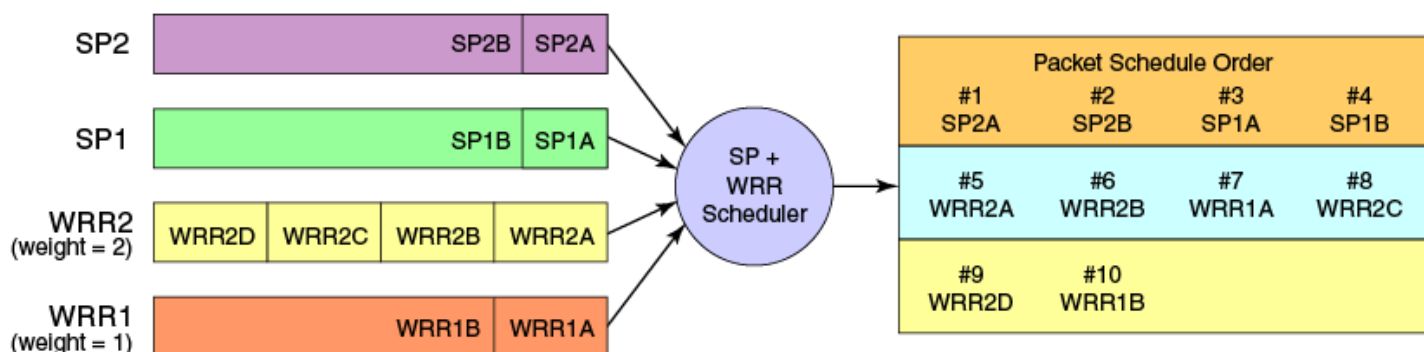 SP2
SP2B SP2A
SP1
SP1B SP1A
WRR2
(weight = 2)
WRR2D WRR2C WRR2B WRR2A
WRR1
(weight = 1)
WRR1B WRR1A
SP +
WRR
Scheduler
Packet Schedule Order
#1 #2 #3 #4
SP2A SP2B SP1A SP1B
#5 #6 #7 #8
WRR2A WRR2B WRR1A WRR2C
#9 #10
WRR2D WRR1B